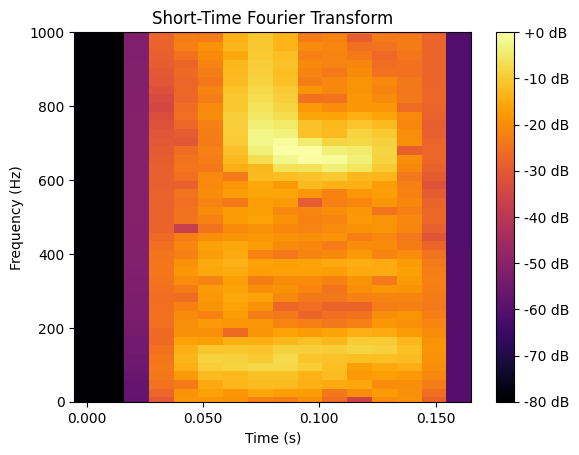 Short-Time Fourier Transform
1000
800
600
400
200
0
Frequency (Hz)
0.000
0.050
0.100
0.150
Time (s)
+0 dB
-10 dB
-20 dB
-30 dB
-40 dB
-50 dB
-60 dB
-70 dB
-80 dB